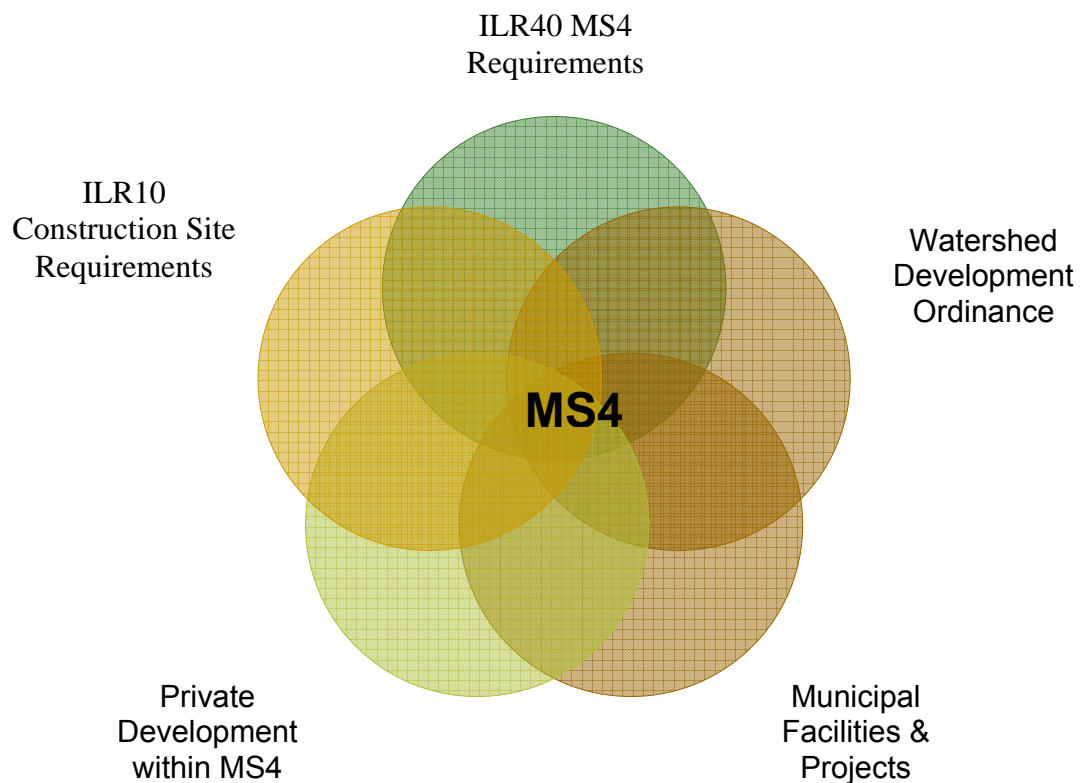 ILR40 MS4
Requirements
ILR10
Construction Site
Requirements
Watershed
Development
Ordinance
MS4
Private
Development
within MS4
Municipal
Facilities &
Projects